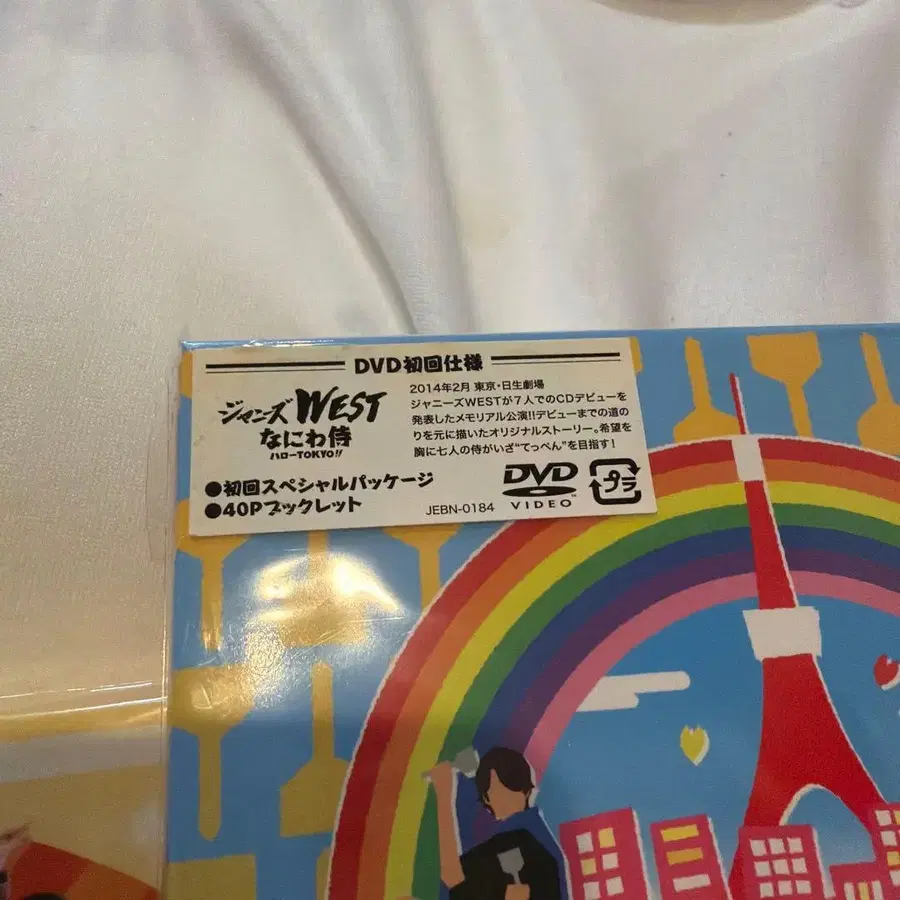 DVD初回仕様
ジャニーズWEST
なにわ侍
ハローTOKYO!!
●初回スペシャルパッケージ
●40Pブックレット
2014年2月 東京・日生劇場
ジャニーズWESTが7人でのCDデビューを
発表したメモリアル公演!!デビューまでの道の
りを元に描いたオリジナルストーリー。希望を
胸に七人の侍がいざ“てっぺん”を目指す!
JEBN-0184
DVD
VIDEO
プラ